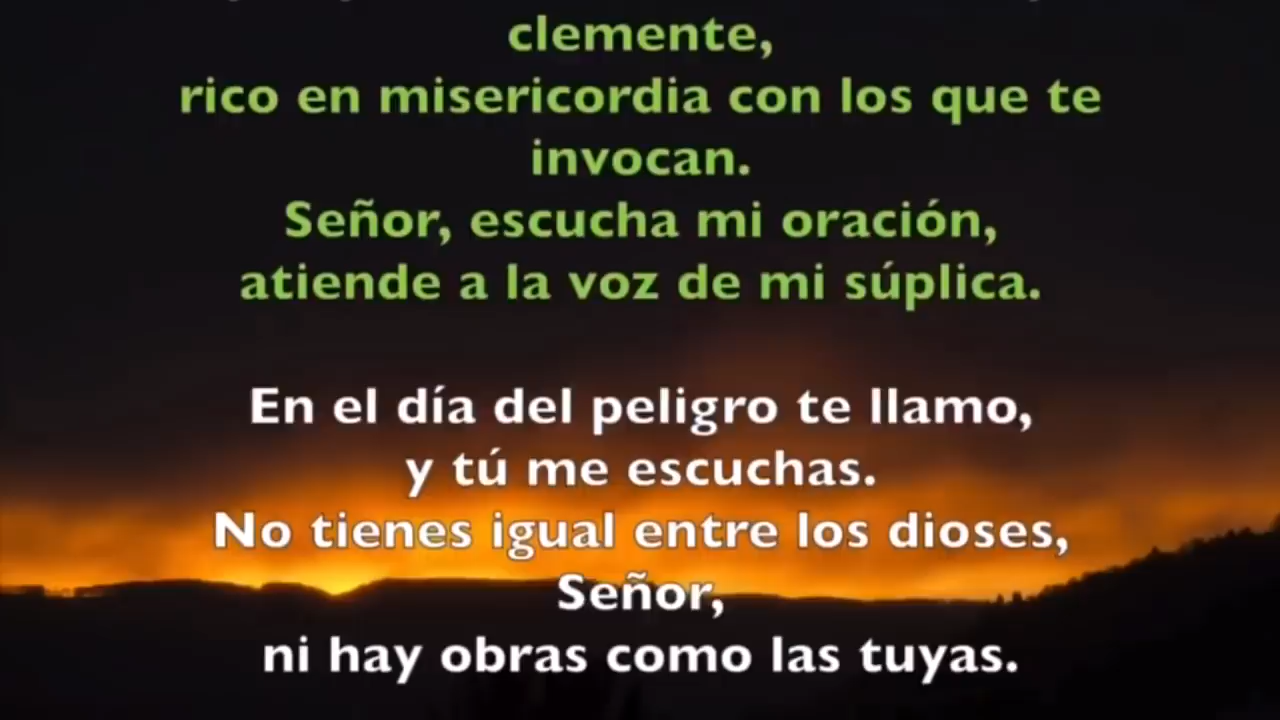 clemente,
rico en misericordia con los que te
invocan.
Señor, escucha mi oración,
atiende a la voz de mi súplica.
En el día del peligro te llamo,
y tú me escuchas.
No tienes igual entre los dioses,
Señor,
ni hay obras como las tuyas.